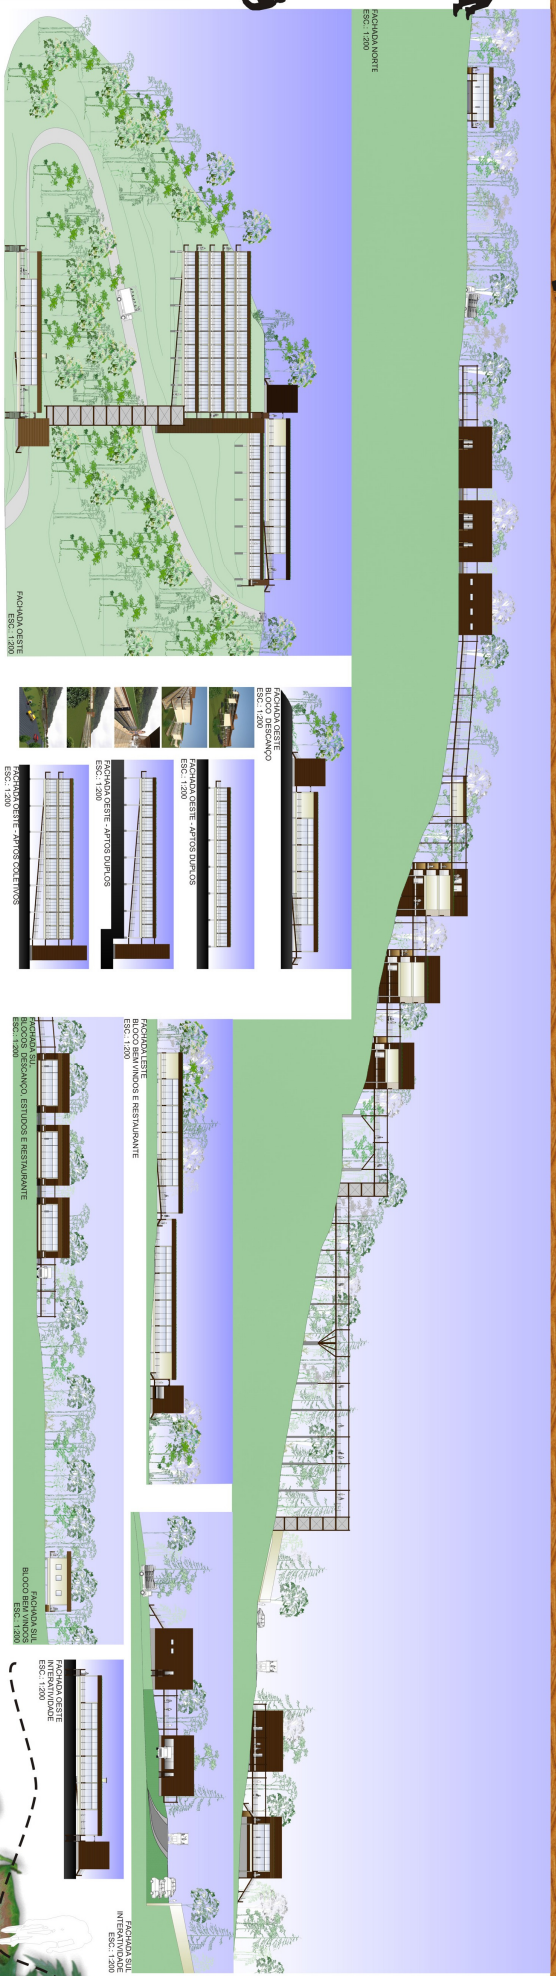 FACHADA NORTE
ESC.: 1:200
FACHADA OESTE
ESC.: 1:200
FACHADA OESTE
BLOCO DESCANÇO
ESC.: 1:200
FACHADA OESTE - APTOS DUPLOS
ESC.: 1:200
FACHADA OESTE - APTOS DUPLOS
ESC.: 1:200
FACHADA OESTE - APTOS COLETIVOS
ESC.: 1:200
FACHADA LESTE
BLOCO BEM VINDOS E RESTAURANTE
ESC.: 1:200
FACHADA SUL
BLOCOS DESCANÇO, ESTUDOS E RESTAURANTE
ESC.: 1:200
FACHADA SUL
BLOCO BEM VINDOS
ESC.: 1:200
FACHADA OESTE
INTERATIVIDADE
ESC.: 1:200
FACHADA SUL
INTERATIVIDADE
ESC.: 1:200